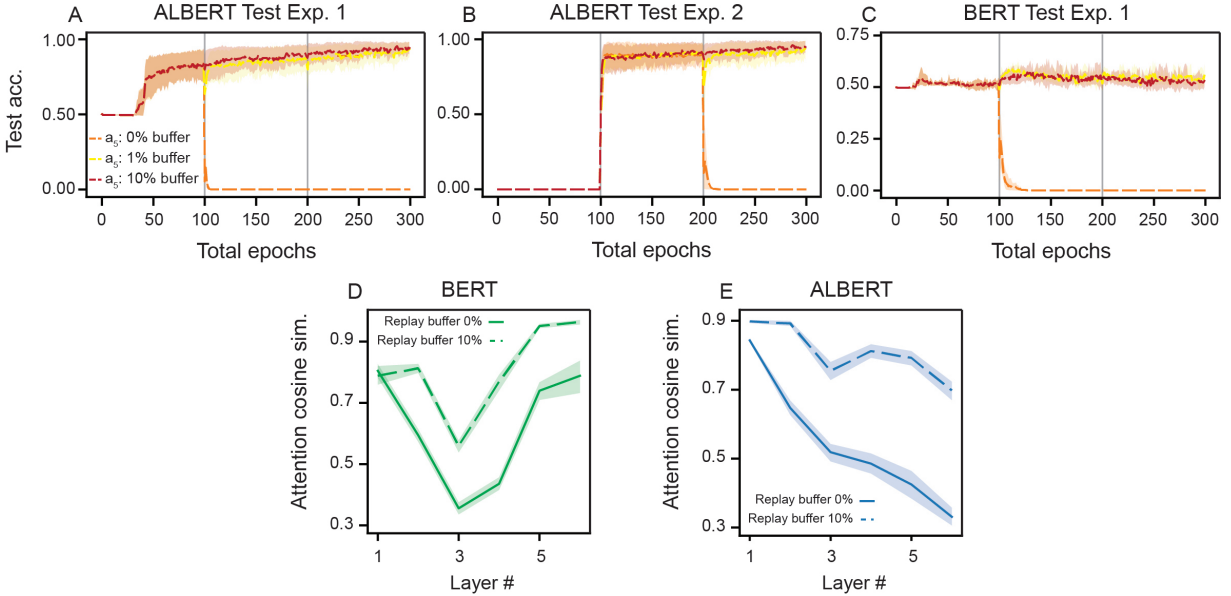 A ALBERT Test Exp. 1
B ALBERT Test Exp. 2
C BERT Test Exp. 1
Test acc.
1.00
0.50
0.00
a5: 0% buffer
a5: 1% buffer
a5: 10% buffer
0 50 100 150 200 250 300
Total epochs
1.00
0.50
0.00
0 50 100 150 200 250 300
Total epochs
0.75
0.50
0.25
0.00
0 50 100 150 200 250 300
Total epochs
D BERT
Attention cosine sim.
0.9
0.7
0.5
0.3
Replay buffer 0%
Replay buffer 10%
1 3 5
Layer #
E ALBERT
Attention cosine sim.
0.9
0.7
0.5
0.3
Replay buffer 0%
Replay buffer 10%
1 3 5
Layer #